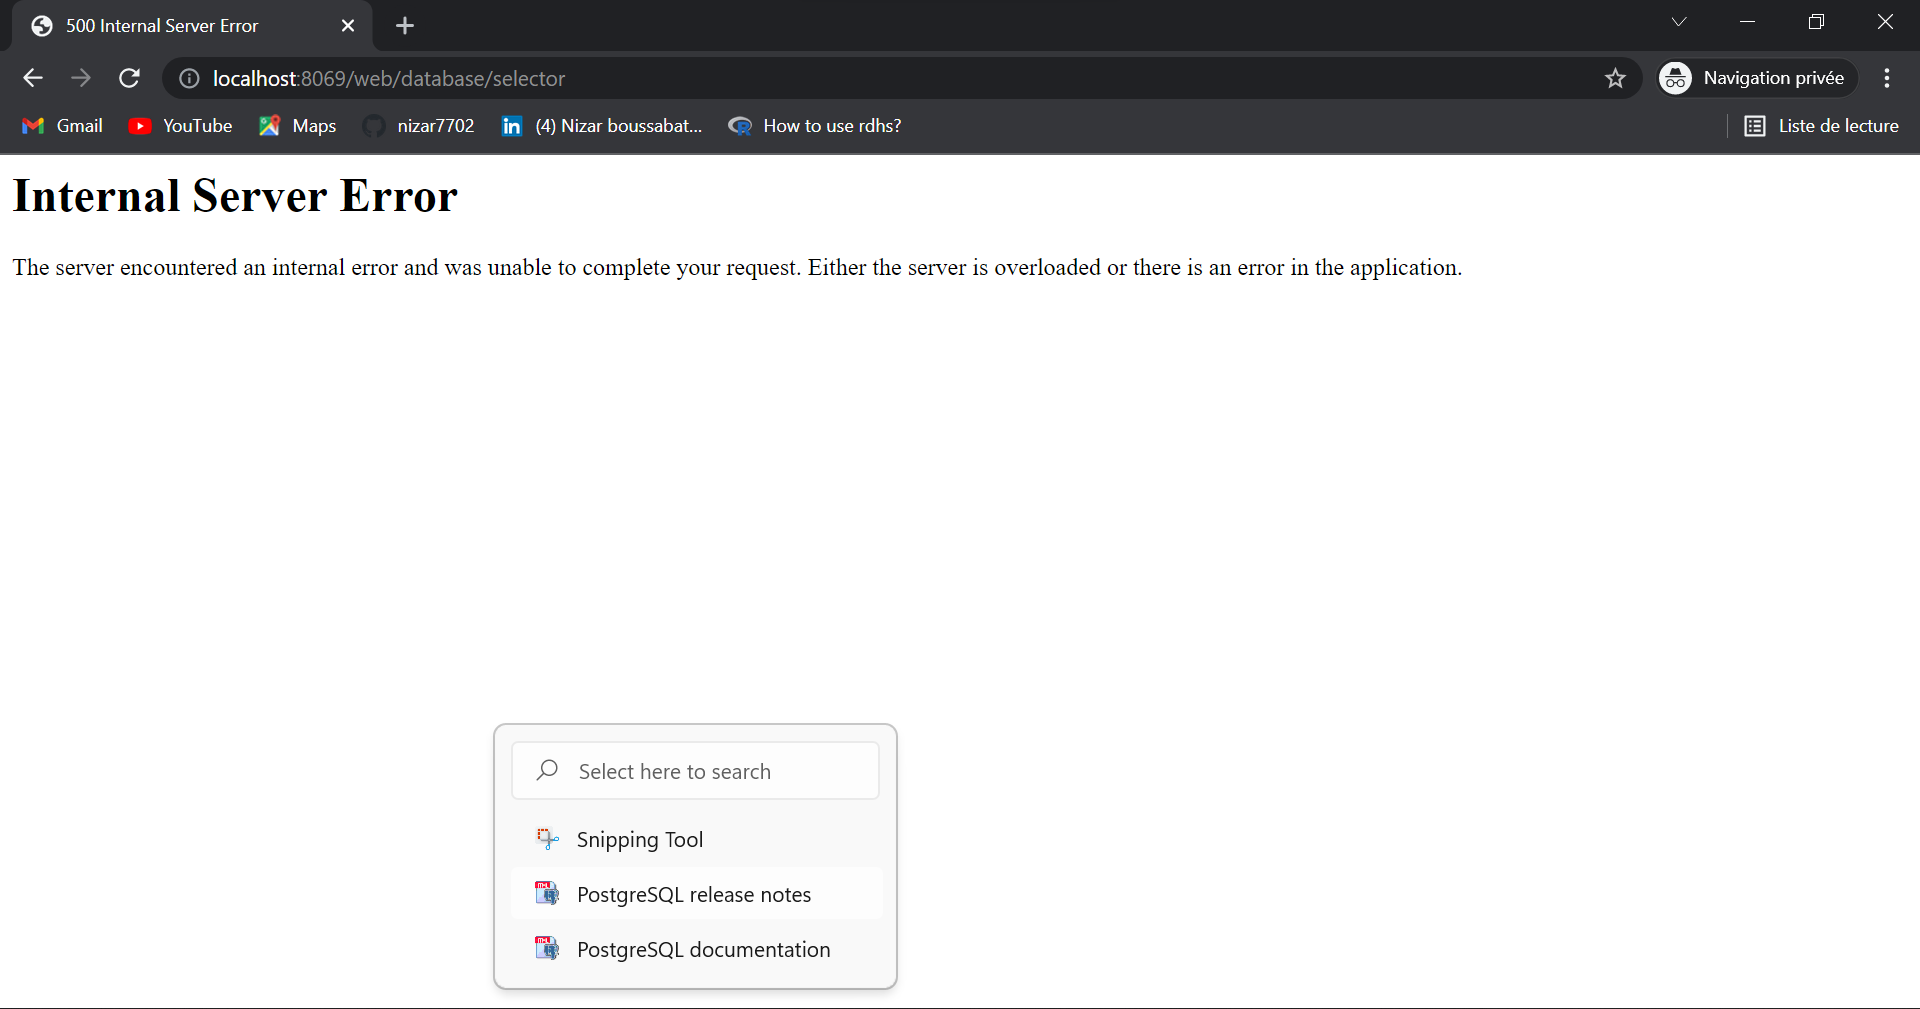 500 Internal Server Error
localhost:8069/web/database/selector
Navigation privée
Gmail YouTube Maps nizar7702 (4) Nizar boussabat... How to use rdhs? Liste de lecture
Internal Server Error
The server encountered an internal error and was unable to complete your request. Either the server is overloaded or there is an error in the application.
Select here to search
Snipping Tool
PostgreSQL release notes
PostgreSQL documentation